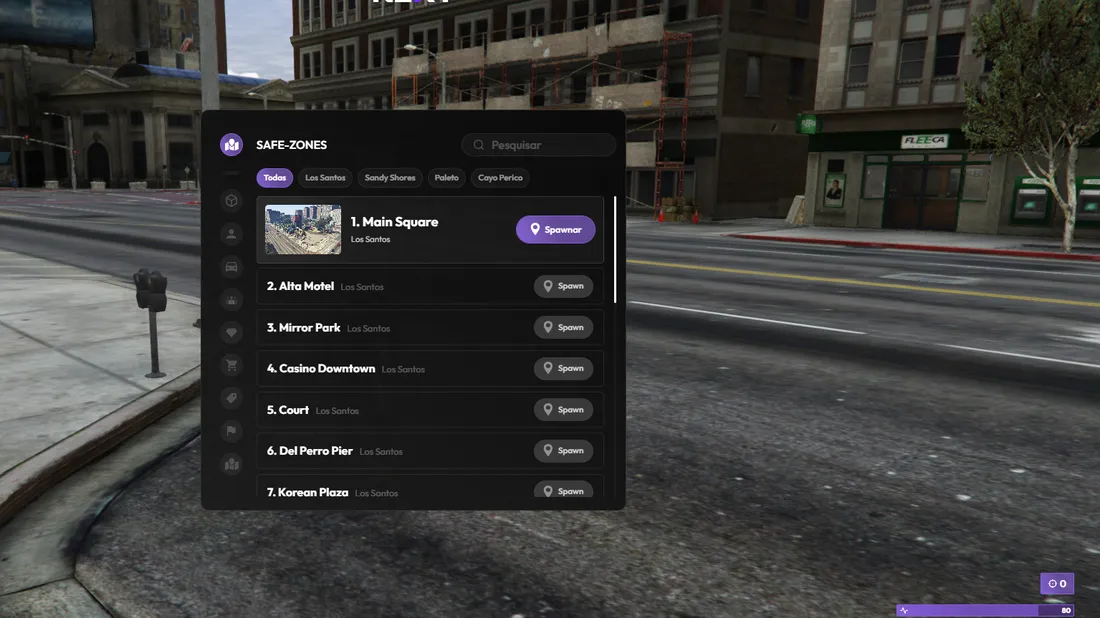 SAFE-ZONES
Pesquisar
Todas
Los Santos
Sandy Shores
Paleto
Cayo Perico
1. Main Square
Los Santos
Spawnar
2. Alta Motel Los Santos
Spawn
3. Mirror Park Los Santos
Spawn
4. Casino Downtown Los Santos
Spawn
5. Court Los Santos
Spawn
6. Del Perro Pier Los Santos
Spawn
7. Korean Plaza Los Santos
Spawn
FLEECA
0
80